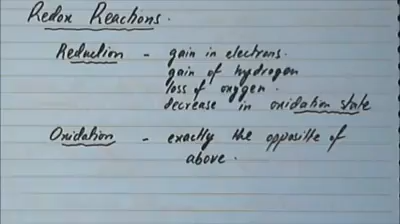 Redox Reactions.
Reduction - gain in electrons.
gain of hydrogen
loss of oxygen.
decrease in oxidation state
Oxidation - exactly the oppositte of
above.